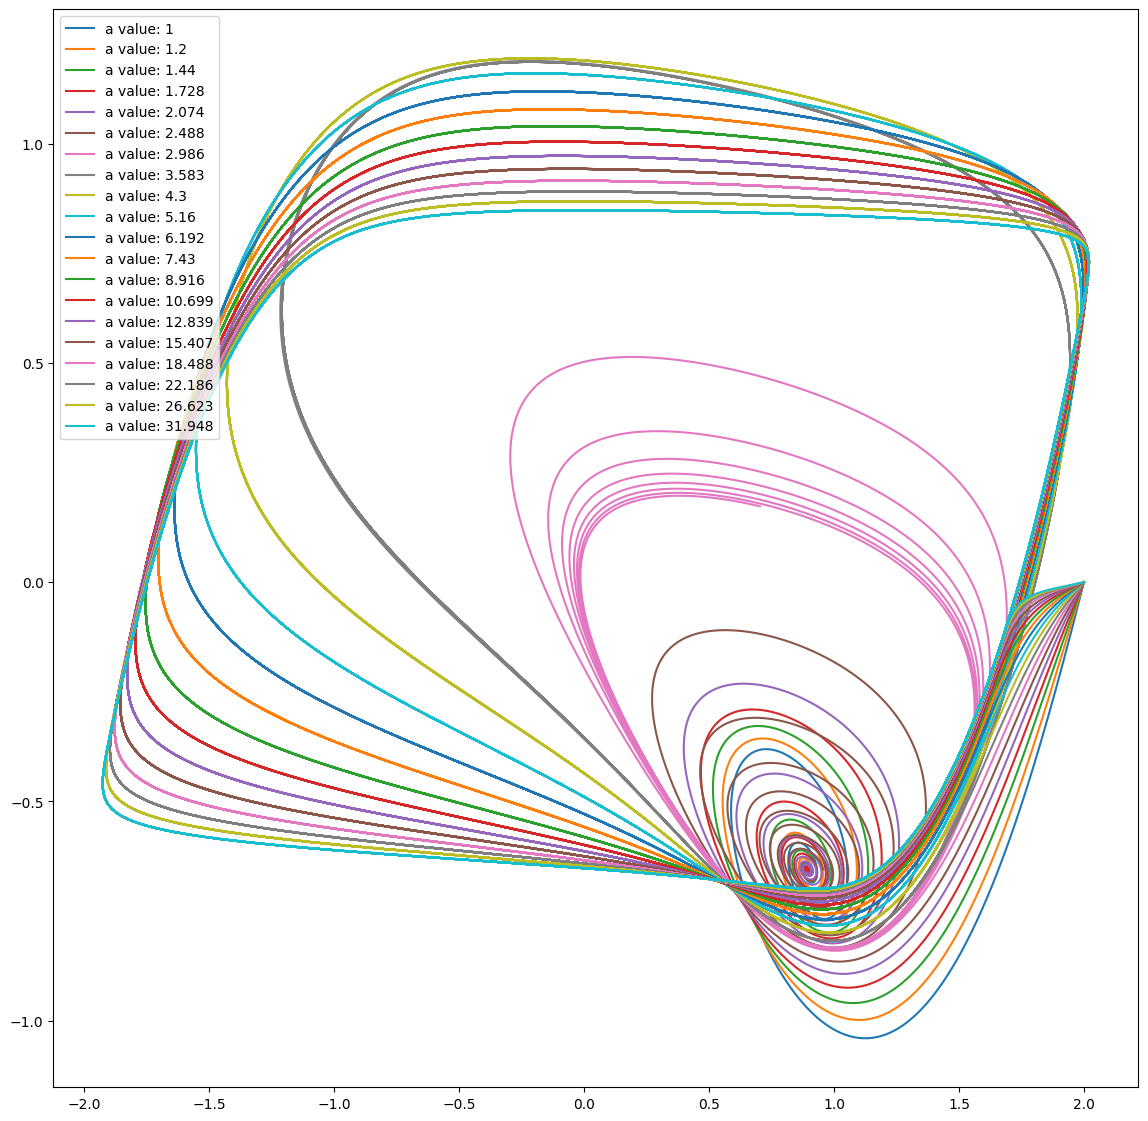 a value: 1
a value: 1.2
a value: 1.44
a value: 1.728
a value: 2.074
a value: 2.488
a value: 2.986
a value: 3.583
a value: 4.3
a value: 5.16
a value: 6.192
a value: 7.43
a value: 8.916
a value: 10.699
a value: 12.839
a value: 15.407
a value: 18.488
a value: 22.186
a value: 26.623
a value: 31.948
1.0
0.5
0.0
−0.5
−1.0
−2.0 −1.5 −1.0 −0.5 0.0 0.5 1.0 1.5 2.0